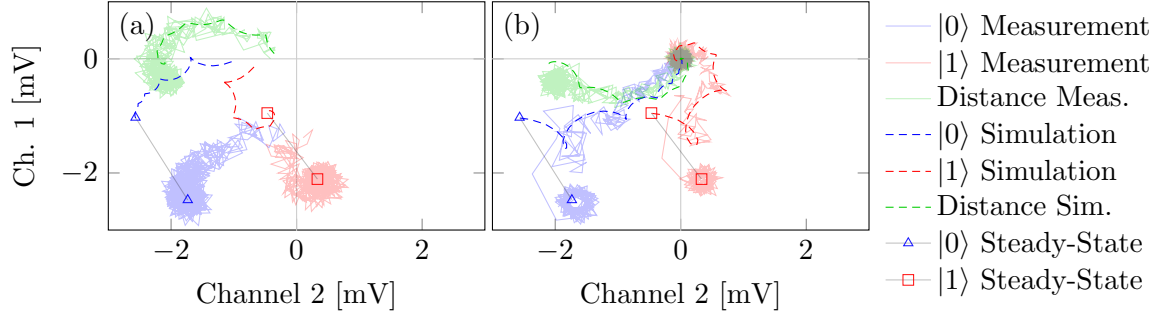 (a)
(b)
Ch. 1 [mV]
0
−2
−2
0
2
−2
0
2
Channel 2 [mV]
Channel 2 [mV]
|0⟩ Measurement
|1⟩ Measurement
Distance Meas.
|0⟩ Simulation
|1⟩ Simulation
Distance Sim.
|0⟩ Steady-State
|1⟩ Steady-State